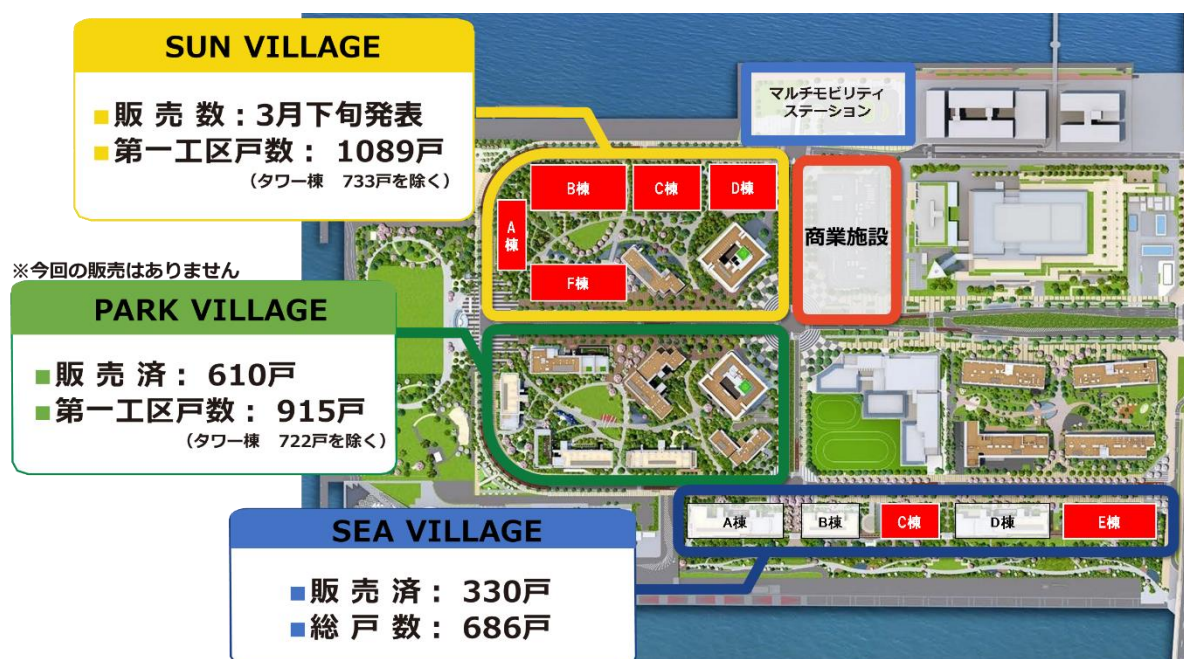 SUN VILLAGE
■販 売 数：3月下旬発表
■第一工区戸数： 1089戸
（タワー棟　733戸を除く）
マルチモビリティ
ステーション
B棟
C棟
D棟
A
棟
F棟
商業施設
※今回の販売はありません
PARK VILLAGE
■販 売 済： 610戸
■第一工区戸数： 915戸
（タワー棟　722戸を除く）
A棟
B棟
C棟
D棟
E棟
SEA VILLAGE
■販 売 済： 330戸
■総 戸 数： 686戸